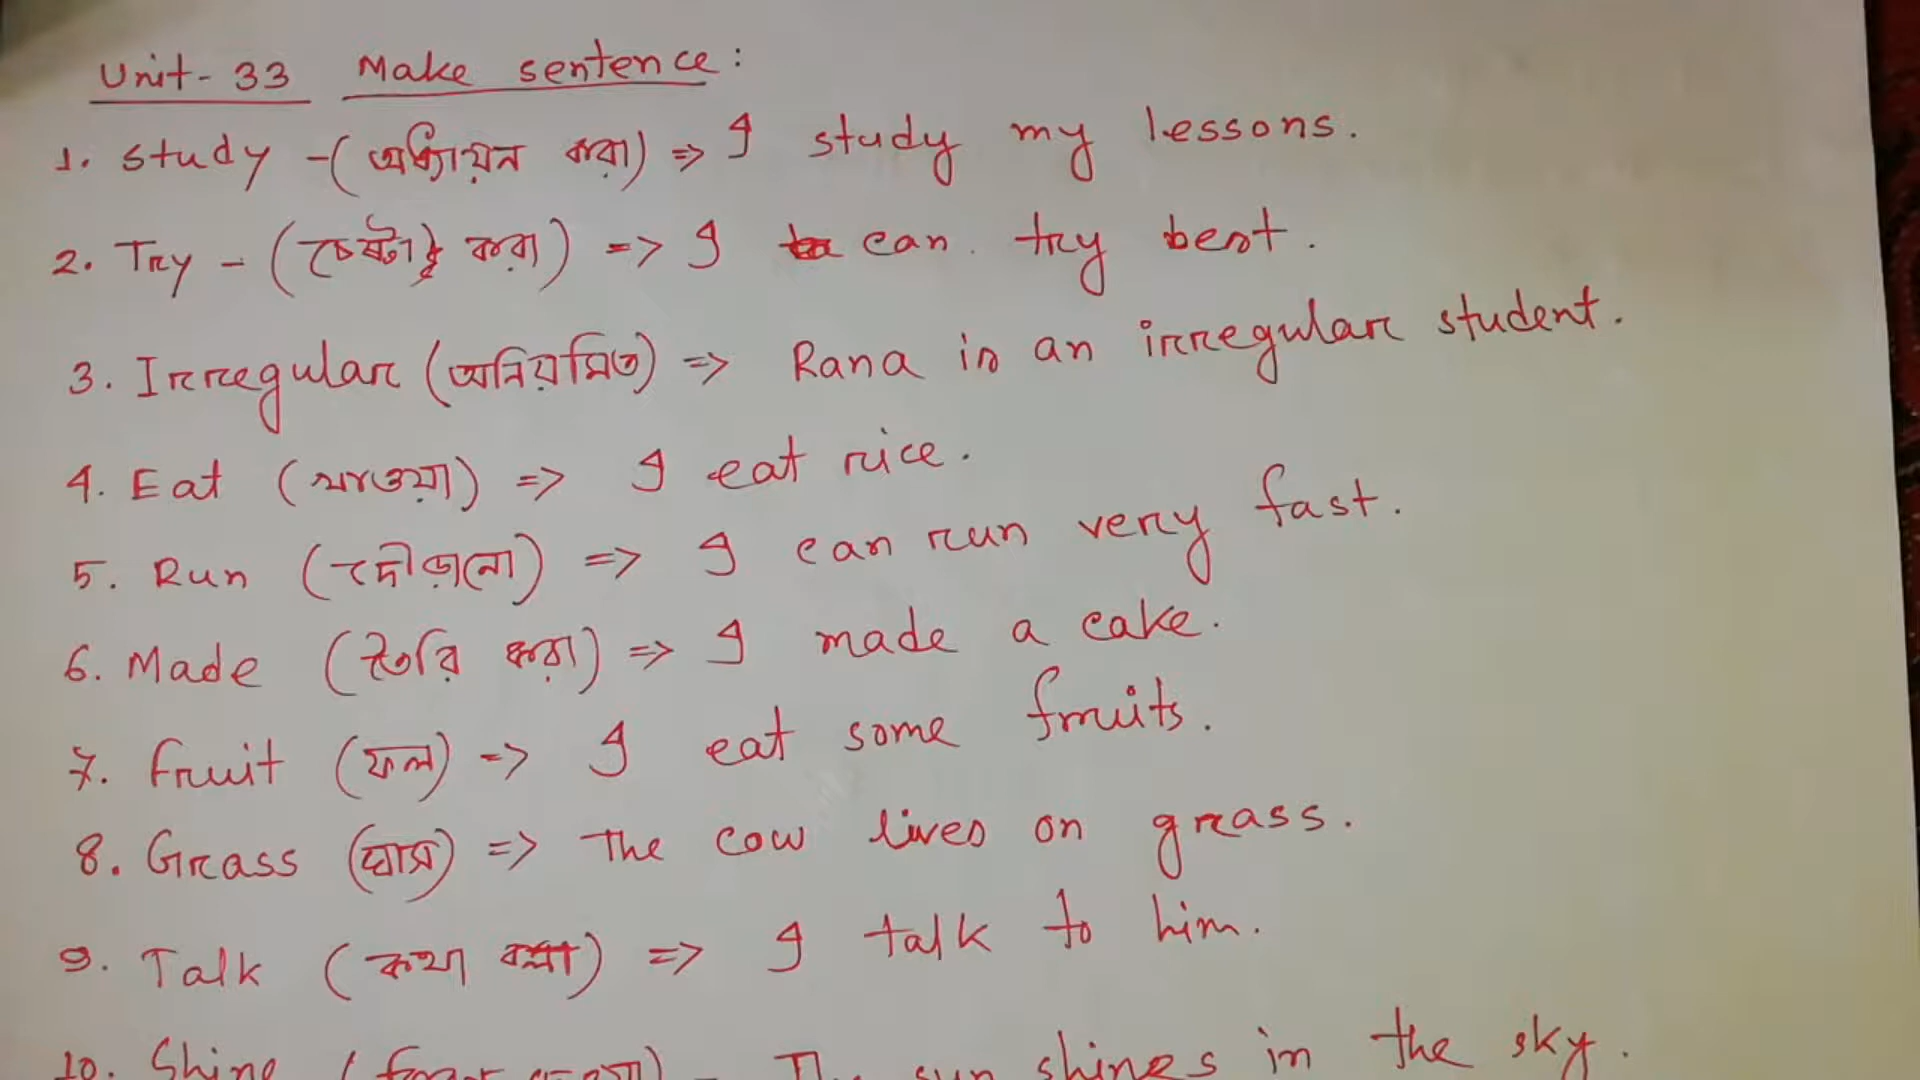 Unit- 33 Make sentence:
1. Study -(অধ্যায়ন করা) => I study my lessons.
2. Try - (চেষ্টা করা) => I can try best.
3. Irregular (অনিয়মিত) => Rana is an irregular student.
4. Eat (খাওয়া) => I eat rice.
5. Run (দৌড়ানো) => I can run very fast.
6. Made (তৈরি করা) => I made a cake.
7. Fruit (ফল) => I eat some fruits.
8. Grass (ঘাস) => The cow lives on grass.
9. Talk (কথা বলা) => I talk to him.
10. Shine - The sun shines in the sky.